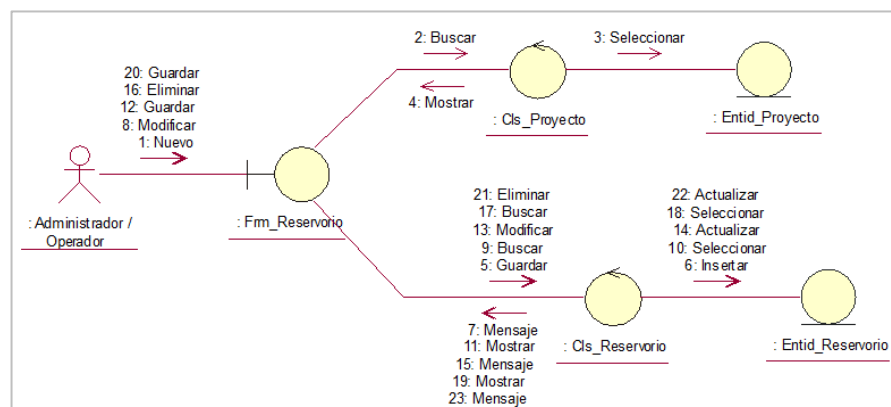 2: Buscar
3: Seleccionar
4: Mostrar
: Cls_Proyecto
: Entid_Proyecto
20: Guardar
16: Eliminar
12: Guardar
8: Modificar
1: Nuevo
: Administrador /
Operador
: Frm_Reservorio
21: Eliminar
17: Buscar
13: Modificar
9: Buscar
5: Guardar
22: Actualizar
18: Seleccionar
14: Actualizar
10: Seleccionar
6: Insertar
7: Mensaje
11: Mostrar
15: Mensaje
19: Mostrar
23: Mensaje
: Cls_Reservorio
: Entid_Reservorio